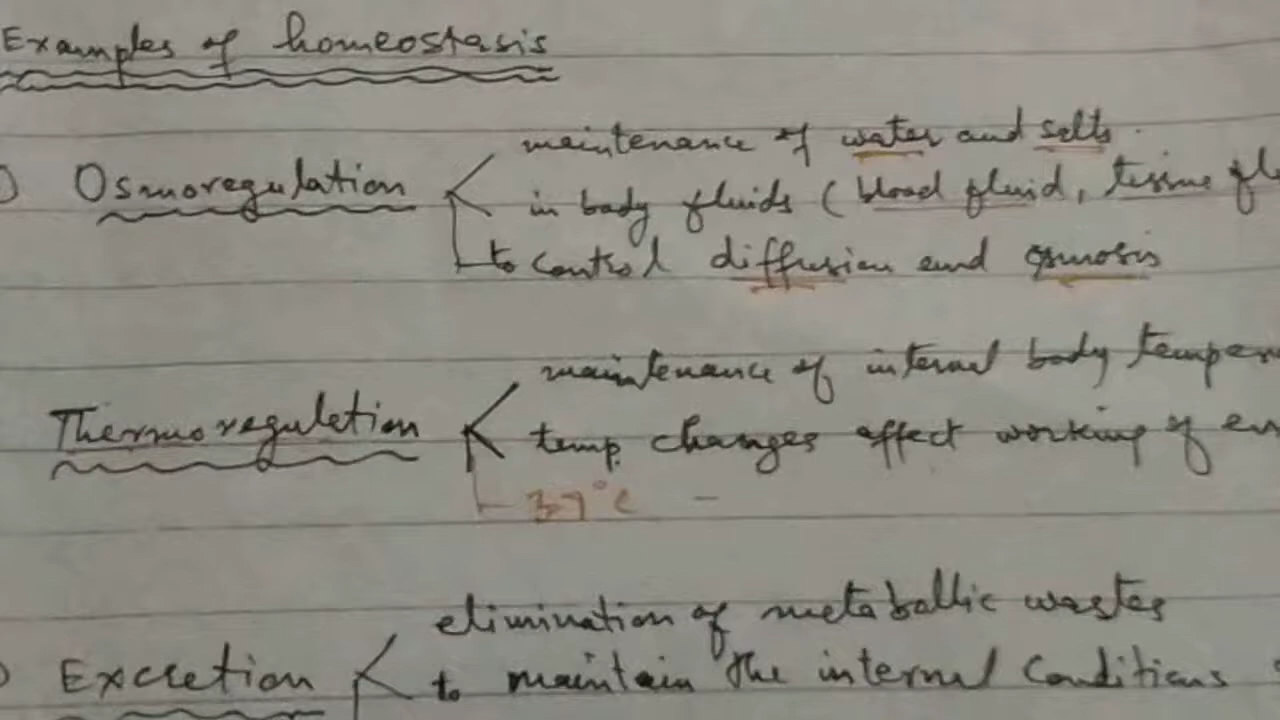 Examples of homeostasis
maintenance of water and salts.
Osmoregulation
in body fluids (blood fluid, tissue
to control diffusion and osmosis
maintenance of internal body
Thermoregulation
temp. changes affect working of
37°C –
elimination of metabollic wastes
Excretion
to maintain the internal conditions